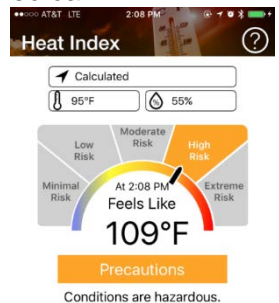 AT&T LTE 2:08 PM
Heat Index ?
Calculated
95°F % 55%
Moderate
Risk
Low
Risk
High
Risk
Minimal
Risk
Extreme
Risk
At 2:08 PM
Feels Like
109°F
Precautions
Conditions are hazardous.